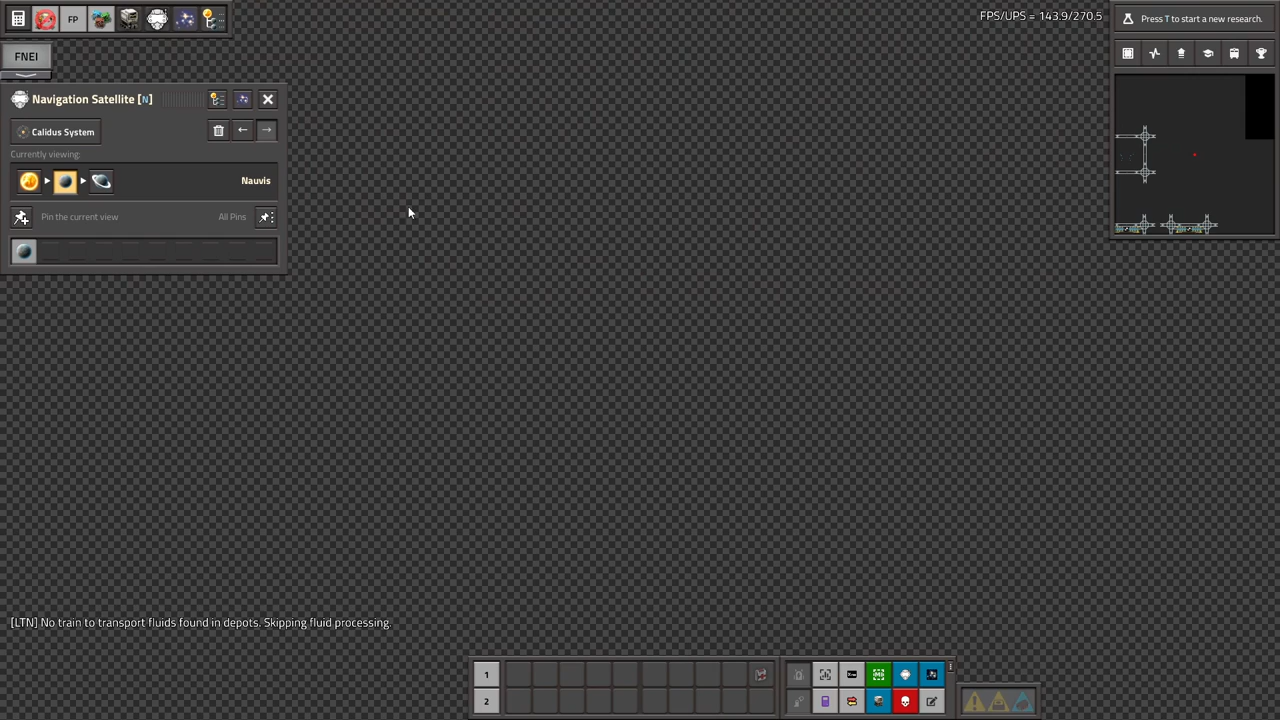 FP
FPS/UPS = 143.9/270.5
Press T to start a new research.
FNEI
Navigation Satellite [N]
Calidus System
Currently viewing:
Nauvis
Pin the current view
All Pins
[LTN] No train to transport fluids found in depots. Skipping fluid processing.
1
2